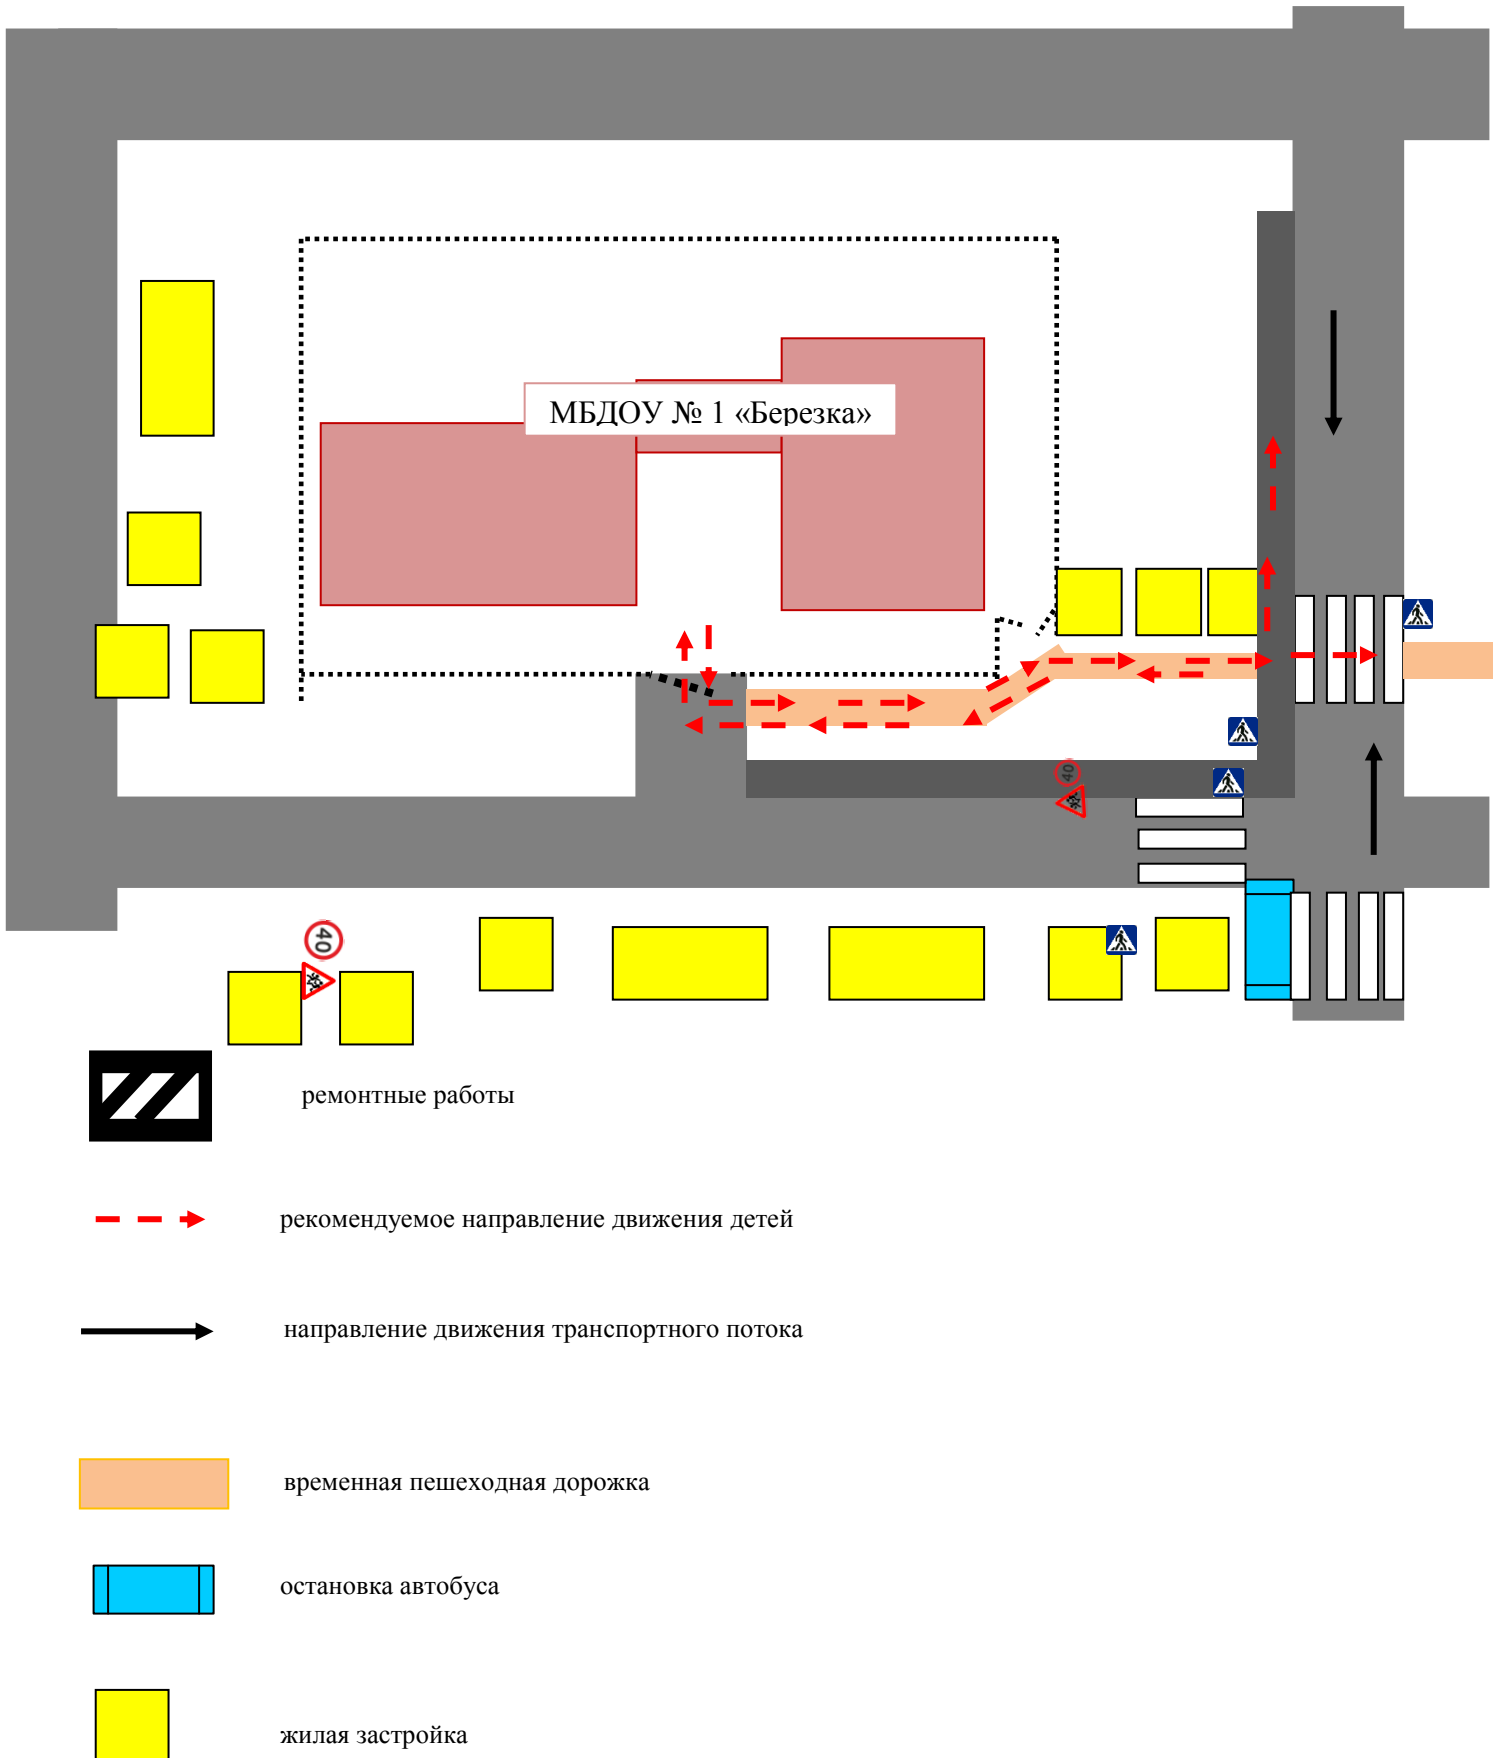 МБДОУ № 1 «Березка»
40
40
ремонтные работы
рекомендуемое направление движения детей
направление движения транспортного потока
временная пешеходная дорожка
остановка автобуса
жилая застройка